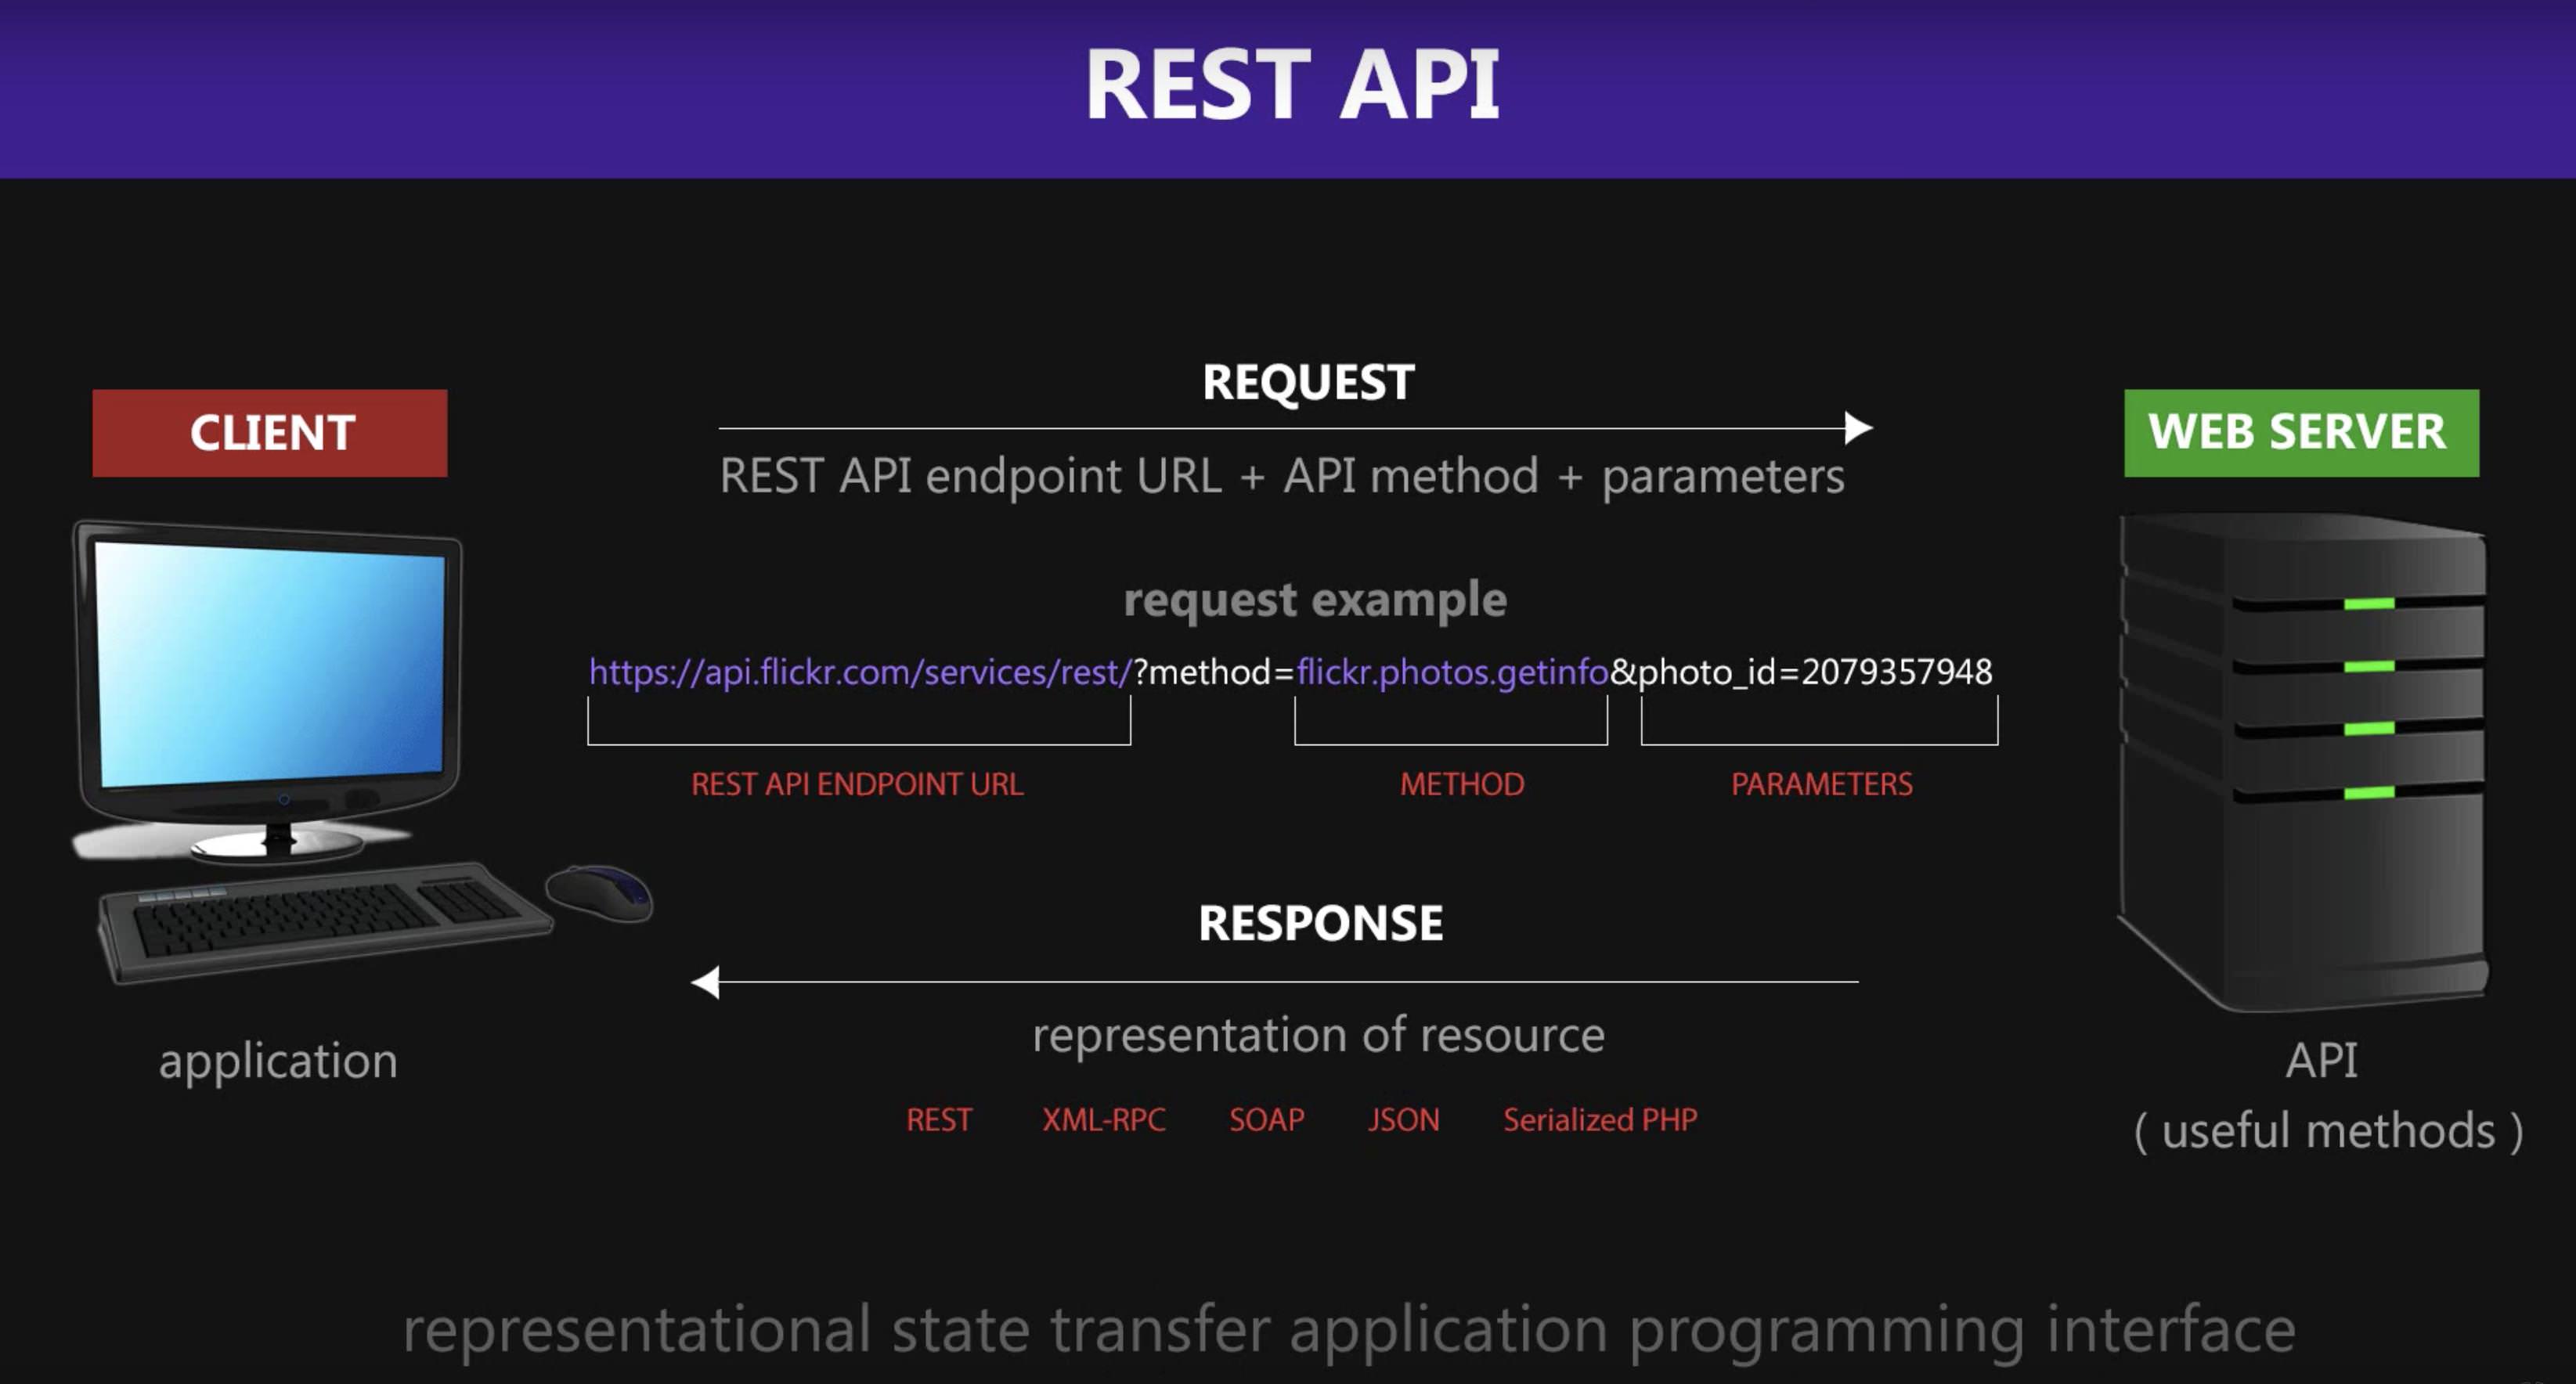 REST API
CLIENT
REQUEST
REST API endpoint URL + API method + parameters
WEB SERVER
request example
https://api.flickr.com/services/rest/?method=flickr.photos.getinfo&photo_id=2079357948
REST API ENDPOINT URL
METHOD
PARAMETERS
RESPONSE
representation of resource
REST XML-RPC SOAP JSON Serialized PHP
application
API
( useful methods )
representational state transfer application programming interface